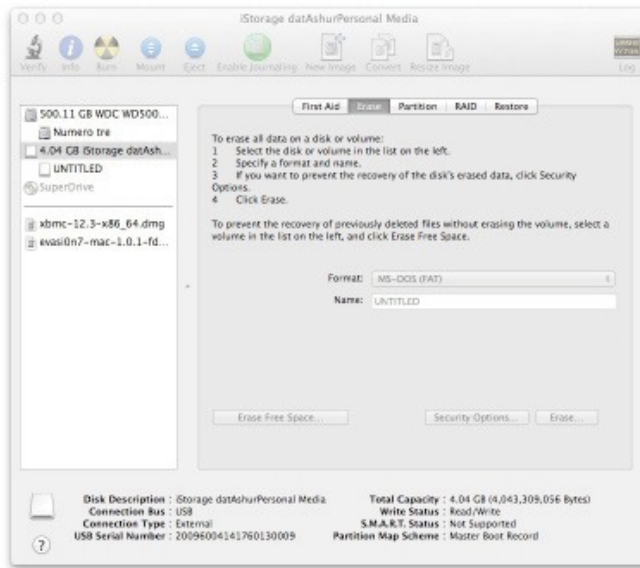 iStorage datAshurPersonal Media
Verify Info Burn Mount Eject Enable Journaling New Image Convert Resize Image Log
First Aid Erase Partition RAID Restore
500.11 GB WDC WD500...
Numero tre
4.04 GB iStorage datAsh...
UNTITLED
SuperDrive
xbmc-12.3-x86_64.dmg
evasi0n7-mac-1.0.1-fd...
To erase all data on a disk or volume:
1 Select the disk or volume in the list on the left.
2 Specify a format and name.
3 If you want to prevent the recovery of the disk's erased data, click Security
Options.
4 Click Erase.
To prevent the recovery of previously deleted files without erasing the volume, select a
volume in the list on the left, and click Erase Free Space.
Format: MS-DOS (FAT)
Name: UNTITLED
Erase Free Space... Security Options... Erase...
Disk Description : iStorage datAshurPersonal Media Total Capacity : 4.04 GB (4,043,309,056 Bytes)
Connection Bus : USB Write Status : Read/Write
Connection Type : External S.M.A.R.T. Status : Not Supported
USB Serial Number : 20096004141760130009 Partition Map Scheme : Master Boot Record
?